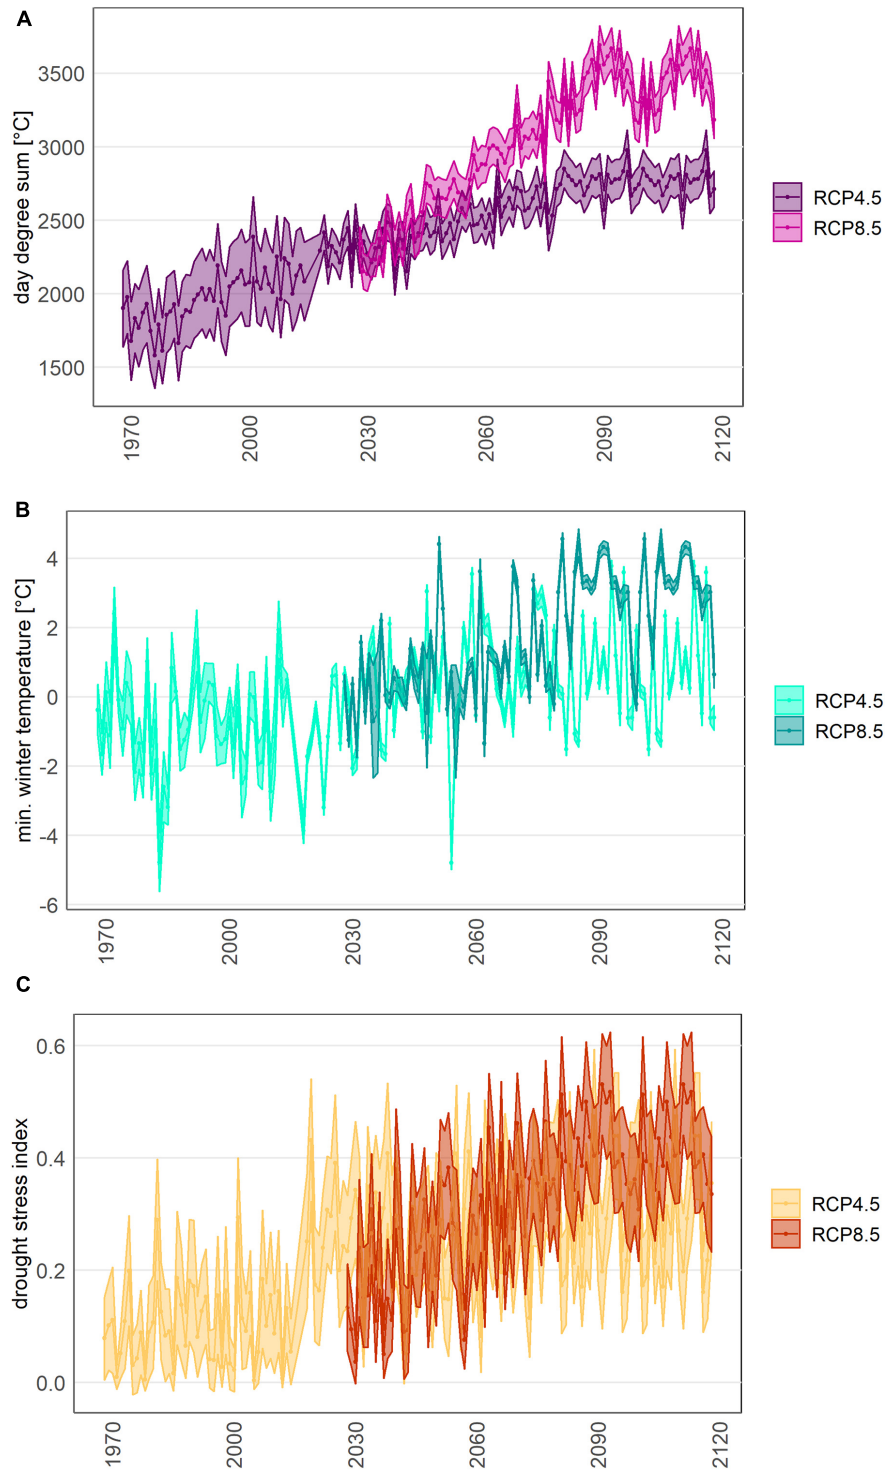 A
day degree sum [°C]
3500
3000
2500
2000
1500
1970
2000
2030
2060
2090
2120
RCP4.5
RCP8.5
B
min. winter temperature [°C]
4
2
0
-2
-4
-6
1970
2000
2030
2060
2090
2120
RCP4.5
RCP8.5
C
drought stress index
0.6
0.4
0.2
0.0
1970
2000
2030
2060
2090
2120
RCP4.5
RCP8.5